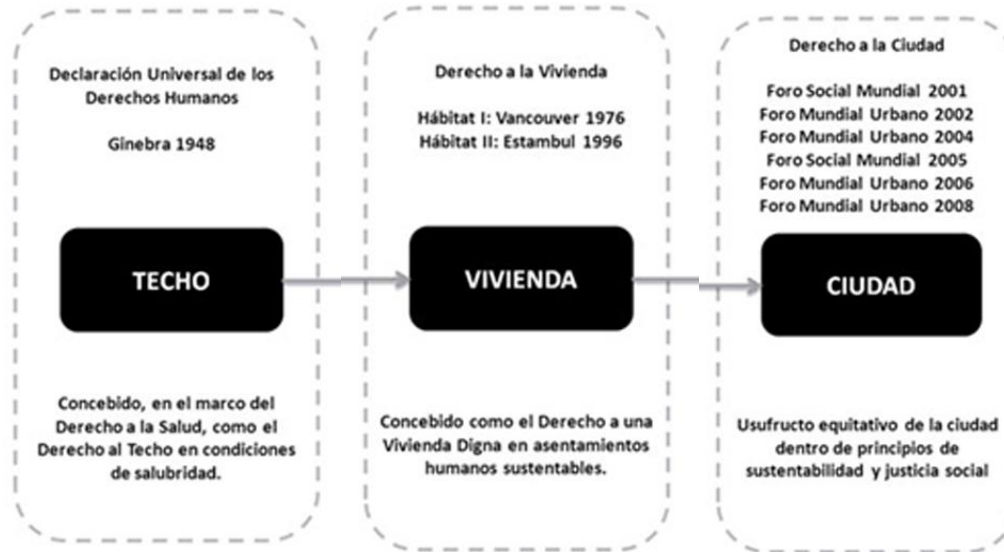 Declaración Universal de los
Derechos Humanos
Ginebra 1948
TECHO
Concebido, en el marco del
Derecho a la Salud, como el
Derecho al Techo en condiciones
de salubridad.
Derecho a la Vivienda
Hábitat I: Vancouver 1976
Hábitat II: Estambul 1996
VIVIENDA
Concebido como el Derecho a una
Vivienda Digna en asentamientos
humanos sustentables.
Derecho a la Ciudad
Foro Social Mundial 2001
Foro Mundial Urbano 2002
Foro Mundial Urbano 2004
Foro Social Mundial 2005
Foro Mundial Urbano 2006
Foro Mundial Urbano 2008
CIUDAD
Usufructo equitativo de la ciudad
dentro de principios de
sustentabilidad y justicia social